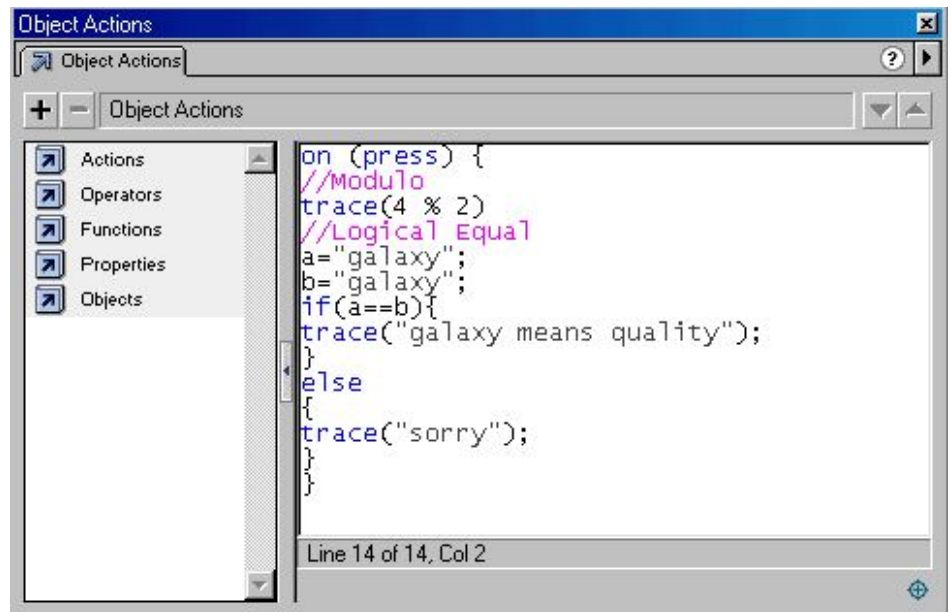 Object Actions
Object Actions
?
+ - Object Actions
Actions
Operators
Functions
Properties
Objects
on (press) {
//Modulo
trace(4 % 2)
//Logical Equal
a="galaxy";
b="galaxy";
if(a==b){
trace("galaxy means quality");
}
else
{
trace("sorry");
}
}
Line 14 of 14, Col 2